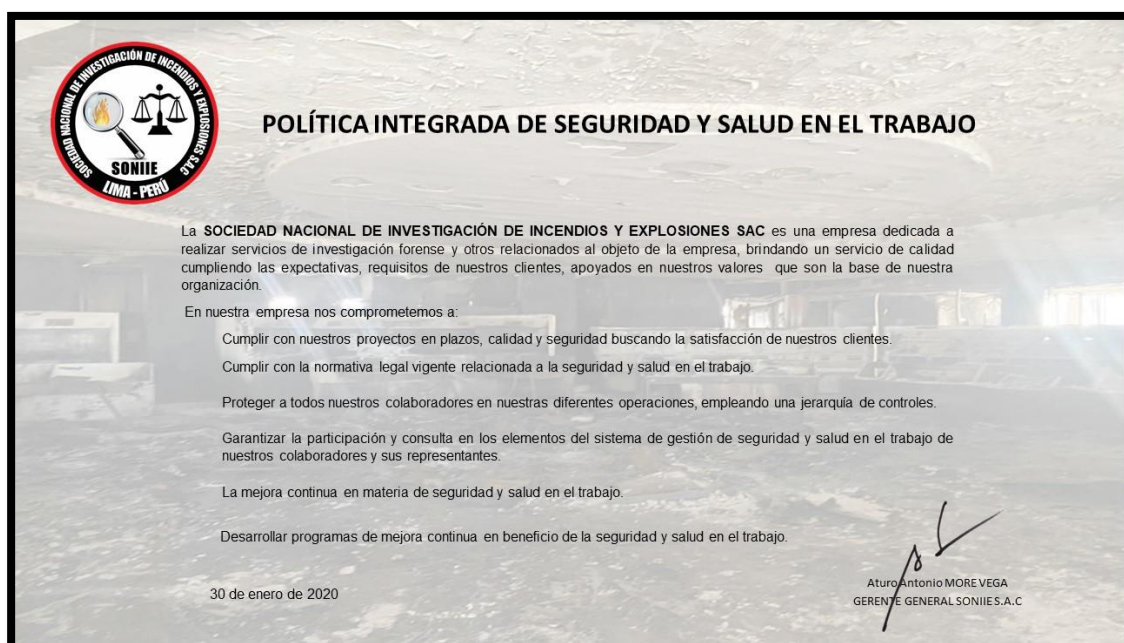 SOCIEDAD NACIONAL DE INVESTIGACIÓN DE INCENDIOS Y EXPLOSIONES S.A.C
SONIIE
LIMA - PERÚ
POLÍTICA INTEGRADA DE SEGURIDAD Y SALUD EN EL TRABAJO
La SOCIEDAD NACIONAL DE INVESTIGACIÓN DE INCENDIOS Y EXPLOSIONES SAC es una empresa dedicada a
realizar servicios de investigación forense y otros relacionados al objeto de la empresa, brindando un servicio de calidad
cumpliendo las expectativas, requisitos de nuestros clientes, apoyados en nuestros valores que son la base de nuestra
organización.
En nuestra empresa nos comprometemos a:
Cumplir con nuestros proyectos en plazos, calidad y seguridad buscando la satisfacción de nuestros clientes.
Cumplir con la normativa legal vigente relacionada a la seguridad y salud en el trabajo.
Proteger a todos nuestros colaboradores en nuestras diferentes operaciones, empleando una jerarquía de controles.
Garantizar la participación y consulta en los elementos del sistema de gestión de seguridad y salud en el trabajo de
nuestros colaboradores y sus representantes.
La mejora continua en materia de seguridad y salud en el trabajo.
Desarrollar programas de mejora continua en beneficio de la seguridad y salud en el trabajo.
30 de enero de 2020
Aturo Antonio MORE VEGA
GERENTE GENERAL SONIIE S.A.C